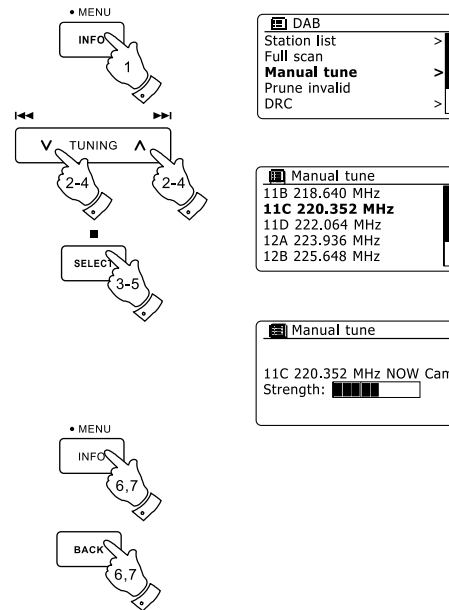 • MENU
INFO
1
TUNING
2-4
2-4
SELECT
3-5
• MENU
INFO
6,7
BACK
6,7
DAB
Station list >
Full scan
Manual tune >
Prune invalid
DRC >
Manual tune
11B 218.640 MHz
11C 220.352 MHz
11D 222.064 MHz
12A 223.936 MHz
12B 225.648 MHz
Manual tune
11C 220.352 MHz NOW Cam
Strength: